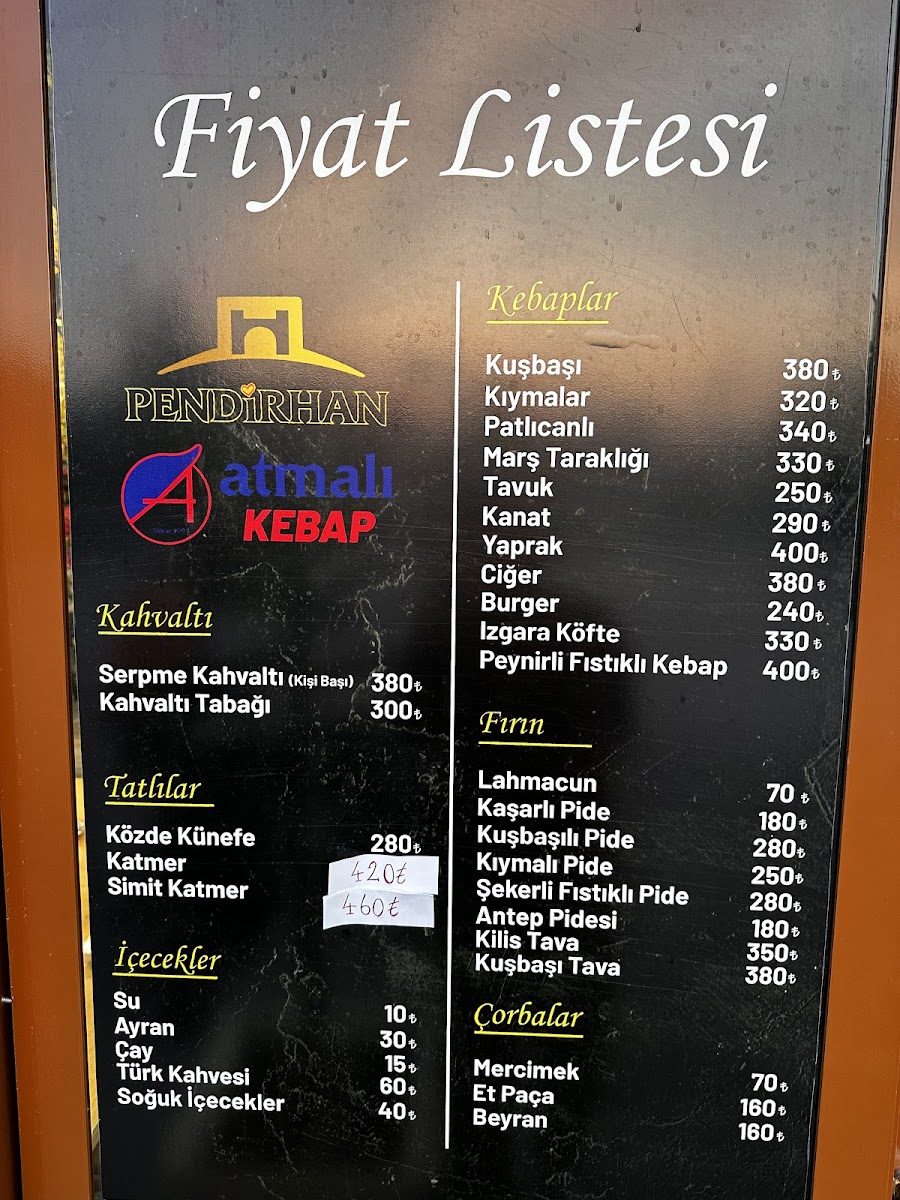 Fiyat Listesi
PENDİRHAN
A atmalı
KEBAP
Kahvaltı
Serpme Kahvaltı (Kişi Başı) 380₺
Kahvaltı Tabağı 300₺
Tatlılar
Közde Künefe 280₺
Katmer 420₺
Simit Katmer 460₺
İçecekler
Su 10₺
Ayran 30₺
Çay 15₺
Türk Kahvesi 60₺
Soğuk İçecekler 40₺
Kebaplar
Kuşbaşı 380₺
Kıymalar 320₺
Patlıcanlı 340₺
Marş Taraklığı 330₺
Tavuk 250₺
Kanat 290₺
Yaprak 400₺
Ciğer 380₺
Burger 240₺
Izgara Köfte 330₺
Peynirli Fıstıklı Kebap 400₺
Fırın
Lahmacun 70₺
Kaşarlı Pide 180₺
Kuşbaşılı Pide 280₺
Kıymalı Pide 250₺
Şekerli Fıstıklı Pide 280₺
Antep Pidesi 180₺
Kilis Tava 350₺
Kuşbaşı Tava 380₺
Çorbalar
Mercimek 70₺
Et Paça 160₺
Beyran 160₺